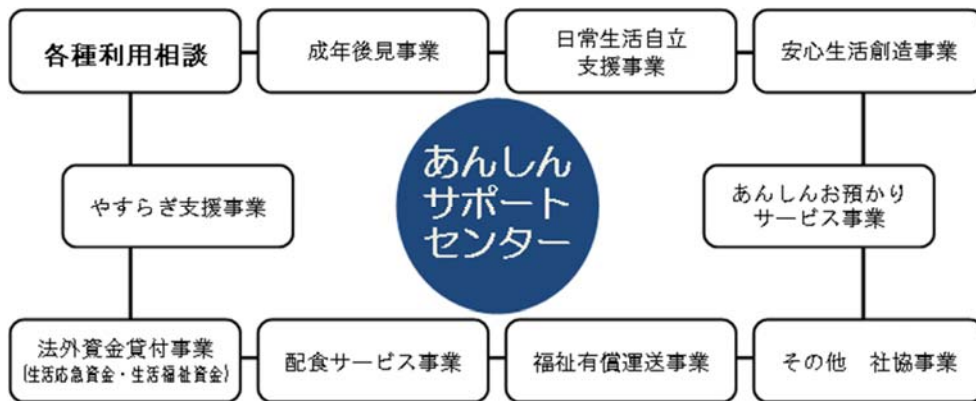 各種利用相談
成年後見事業
日常生活自立
支援事業
安心生活創造事業
あんしん
サポート
センター
やすらぎ支援事業
あんしんお預かり
サービス事業
法外資金貸付事業
(生活応急資金・生活福祉資金)
配食サービス事業
福祉有償運送事業
その他　社協事業